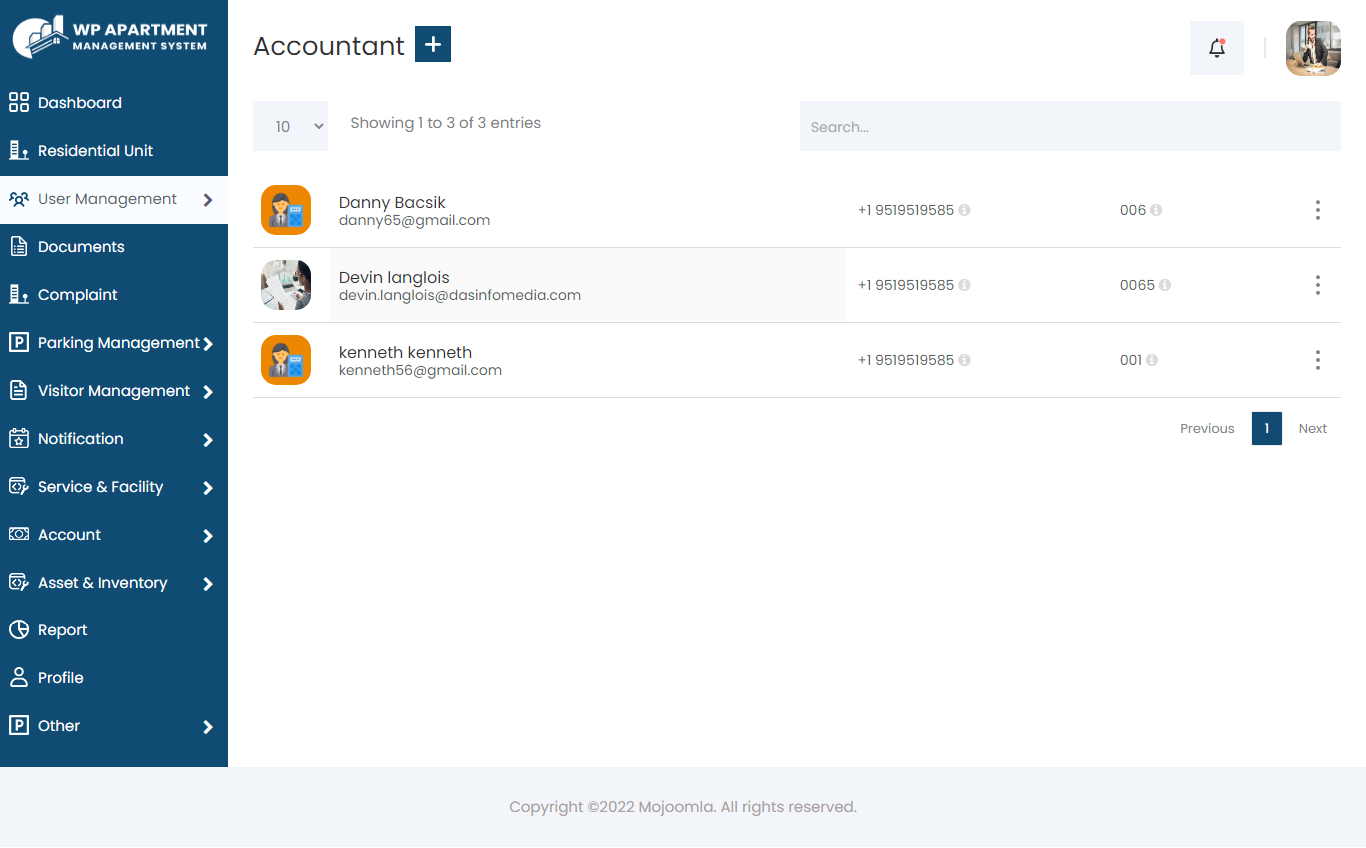 WP APARTMENT
MANAGEMENT SYSTEM
Dashboard
Residential Unit
User Management
Documents
Complaint
Parking Management
Visitor Management
Notification
Service & Facility
Account
Asset & Inventory
Report
Profile
Other
Accountant +
10
Showing 1 to 3 of 3 entries
Search...
Danny Bacsik
danny65@gmail.com
+1 9519519585
006
Devin langlois
devin.langlois@dasinfomedia.com
+1 9519519585
0065
kenneth kenneth
kenneth56@gmail.com
+1 9519519585
001
Previous 1 Next
Copyright ©2022 Mojoomla. All rights reserved.